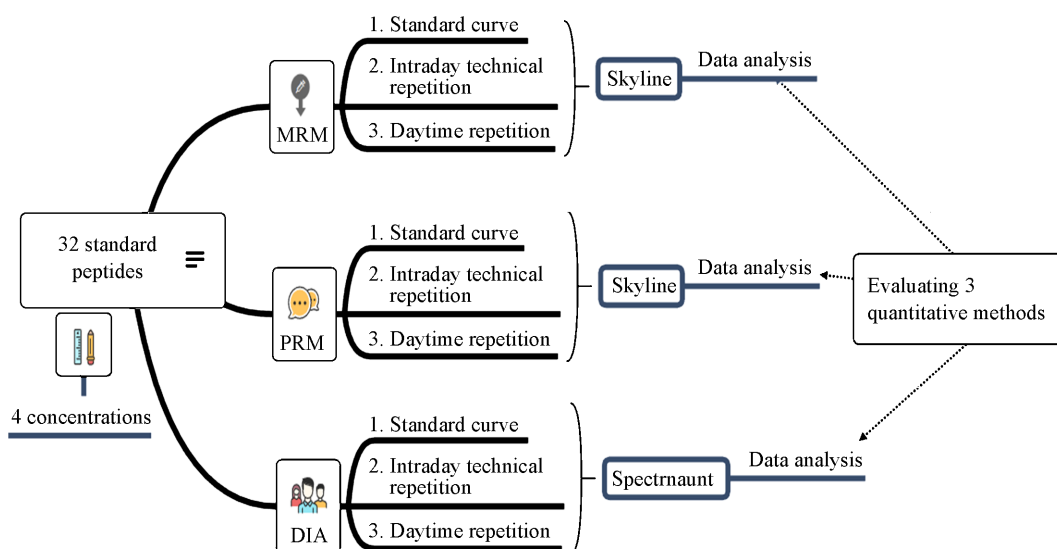 32 standard
peptides
4 concentrations
MRM
1. Standard curve
2. Intraday technical
repetition
3. Daytime repetition
Skyline
Data analysis
PRM
1. Standard curve
2. Intraday technical
repetition
3. Daytime repetition
Skyline
Data analysis
DIA
1. Standard curve
2. Intraday technical
repetition
3. Daytime repetition
Spectrnaunt
Data analysis
Evaluating 3
quantitative methods